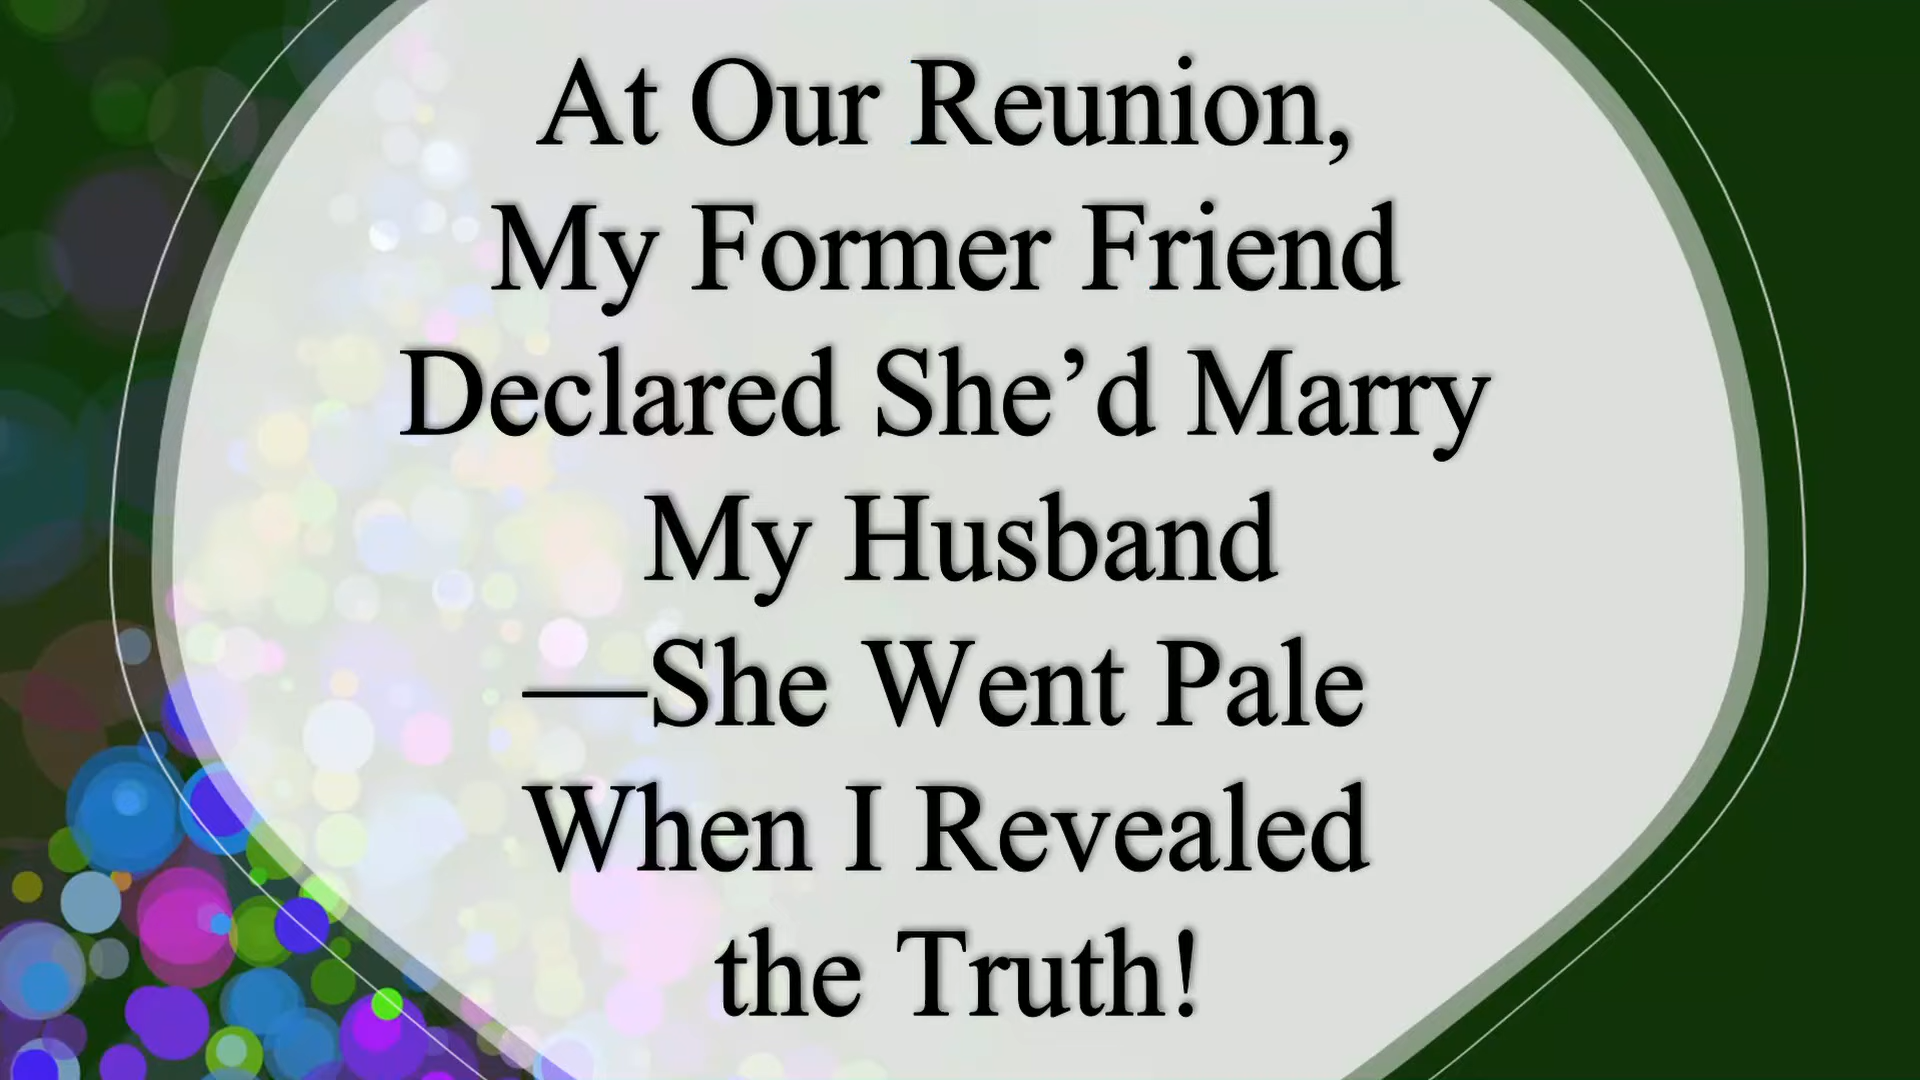 At Our Reunion,
My Former Friend
Declared She’d Marry
My Husband
—She Went Pale
When I Revealed
the Truth!